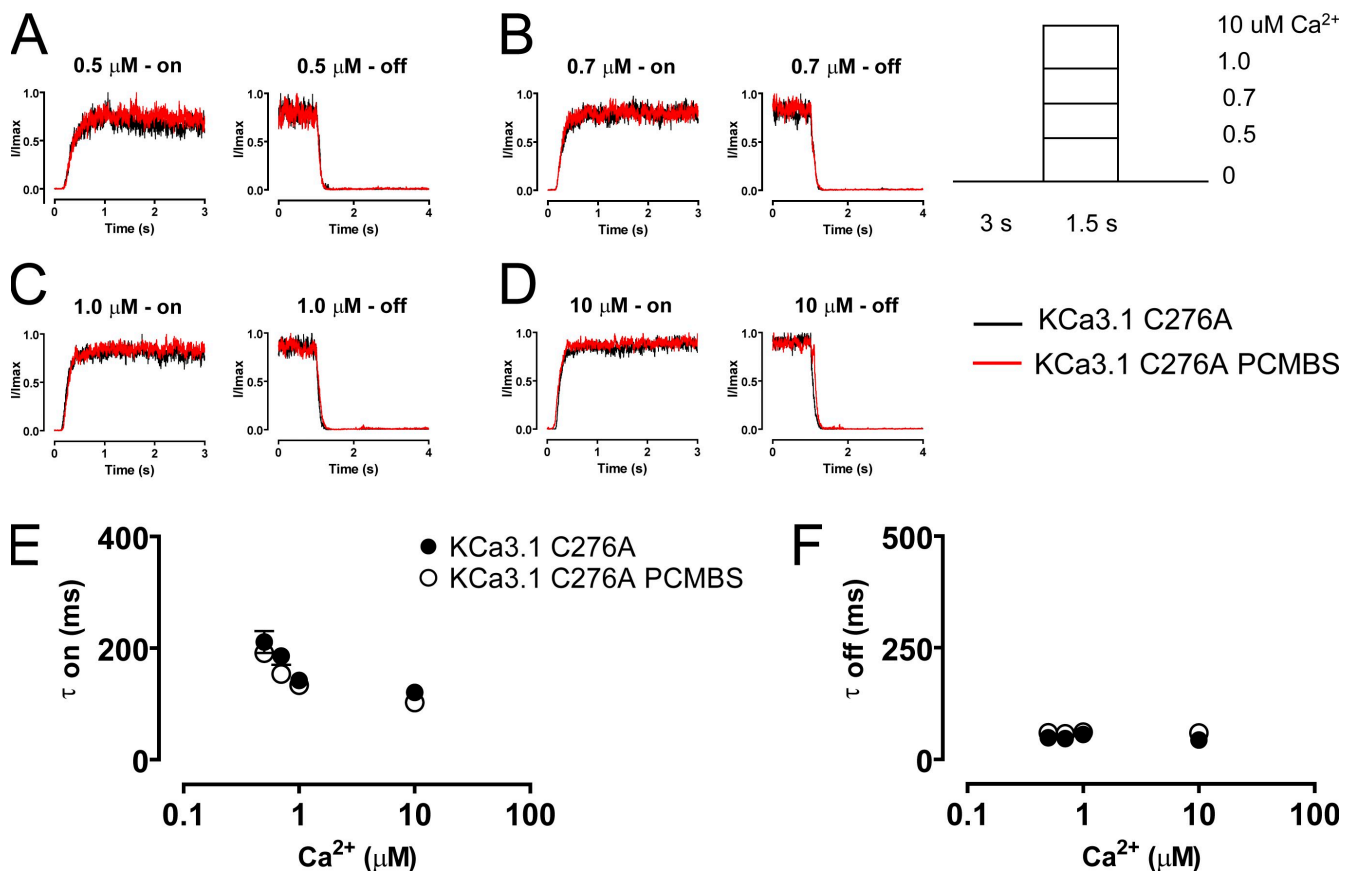 A
0.5 μM - on
0.5 μM - off
I/Imax
1.0
0.5
0.0
0 1 2 3
Time (s)
I/Imax
1.0
0.5
0.0
0 2 4
Time (s)
B
0.7 μM - on
0.7 μM - off
I/Imax
1.0
0.5
0.0
0 1 2 3
Time (s)
I/Imax
1.0
0.5
0.0
0 2 4
Time (s)
10 uM Ca²⁺
1.0
0.7
0.5
0
3 s 1.5 s
C
1.0 μM - on
1.0 μM - off
I/Imax
1.0
0.5
0.0
0 1 2 3
Time (s)
I/Imax
1.0
0.5
0.0
0 2 4
Time (s)
D
10 μM - on
10 μM - off
I/Imax
1.0
0.5
0.0
0 1 2 3
Time (s)
I/Imax
1.0
0.5
0.0
0 2 4
Time (s)
KCa3.1 C276A
KCa3.1 C276A PCMBS
E
τ on (ms)
400
200
0
KCa3.1 C276A
KCa3.1 C276A PCMBS
0.1 1 10 100
Ca²⁺ (μM)
F
τ off (ms)
500
250
0
0.1 1 10 100
Ca²⁺ (μM)